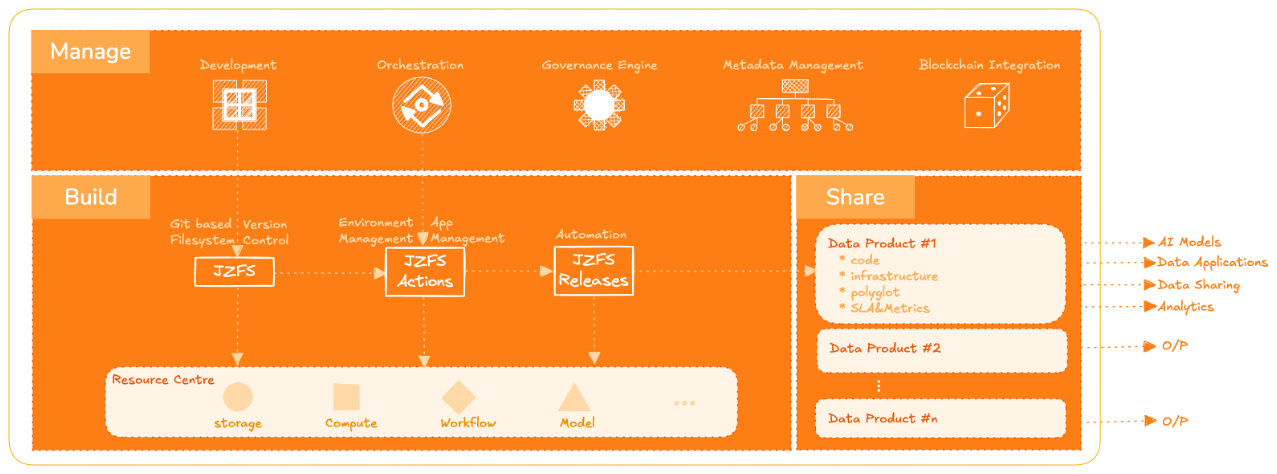 Manage
Development
Orchestration
Governance Engine
Metadata Management
Blockchain Integration
Build
Git based Version
Filesystem Control
Environment App
Management Management
Automation
JZFS
JZFS
Actions
JZFS
Releases
Resource Centre
storage
Compute
Workflow
Model
...
Share
Data Product #1
* code
* infrastructure
* polyglot
* SLA&Metrics
Data Product #2
Data Product #n
AI Models
Data Applications
Data Sharing
Analytics
O/P
O/P